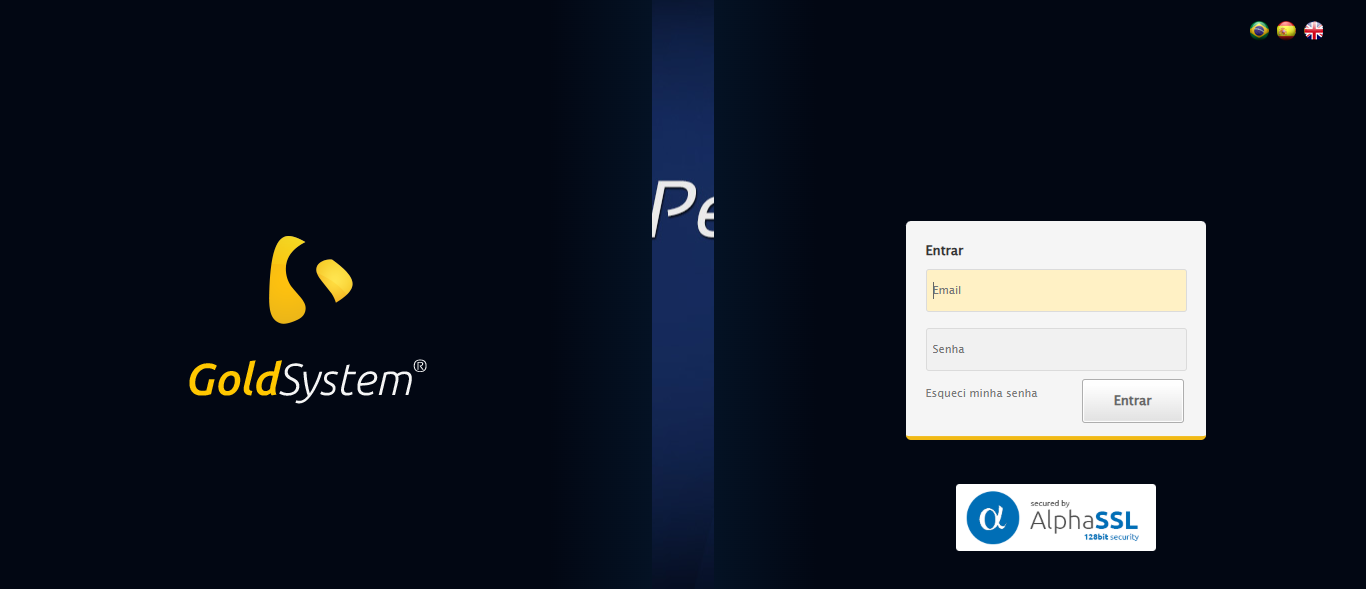 Pe
GoldSystem®
Entrar
Email
Senha
Esqueci minha senha
Entrar
secured by
α
AlphaSSL
128bit security